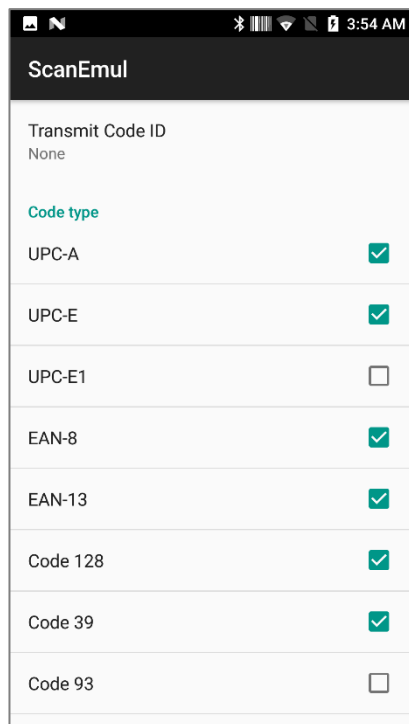 3:54 AM
ScanEmul
Transmit Code ID
None
Code type
UPC-A
UPC-E
UPC-E1
EAN-8
EAN-13
Code 128
Code 39
Code 93